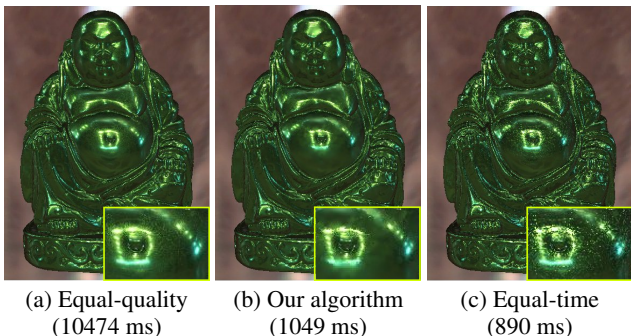 (a) Equal-quality
(10474 ms)
(b) Our algorithm
(1049 ms)
(c) Equal-time
(890 ms)